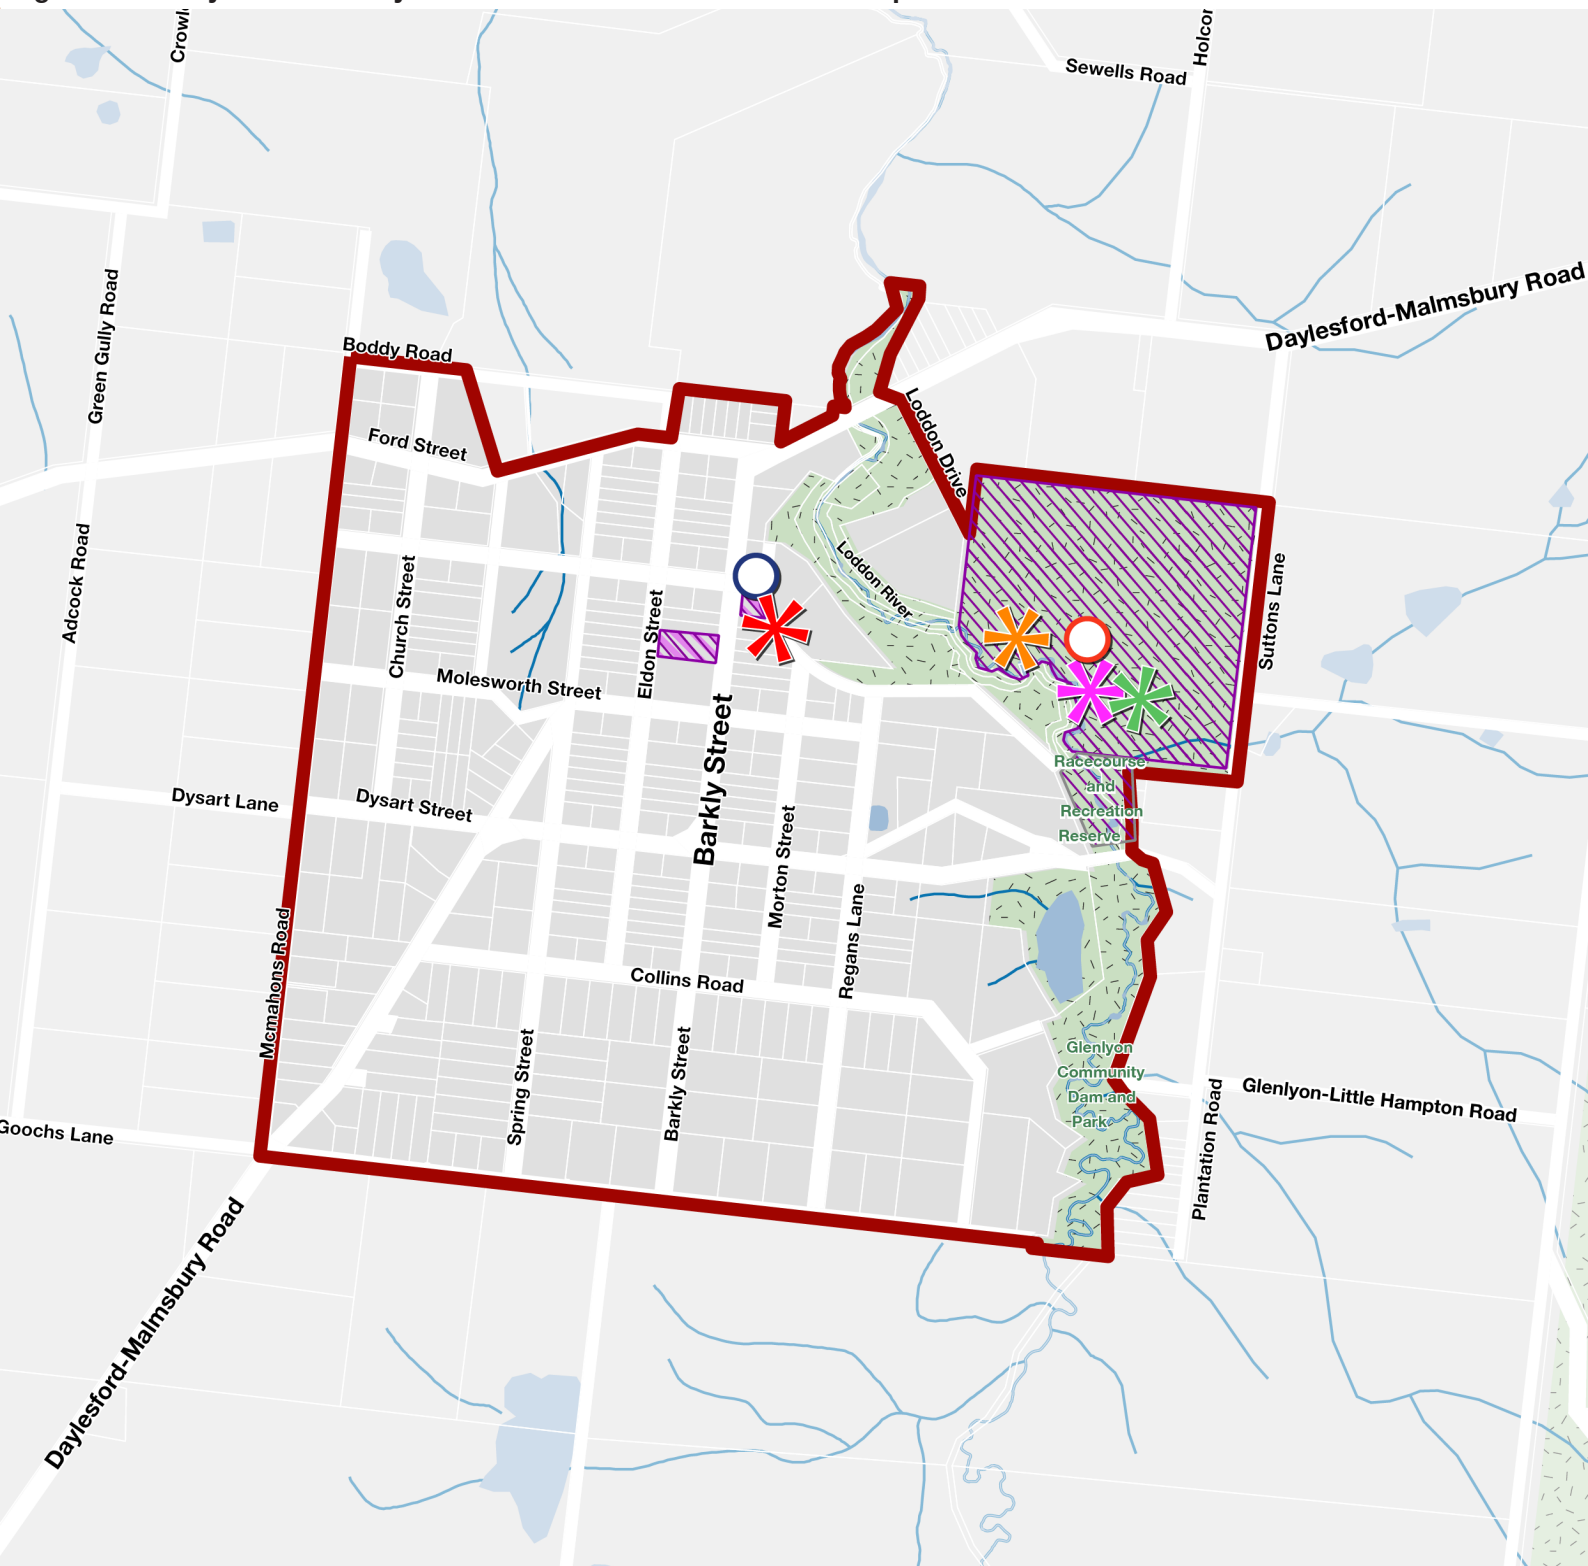 Sewells Road
Daylesford-Malmsbury Road
Green Gully Road
Boddy Road
Ford Street
Loddon Drive
Loddon River
Adcock Road
Church Street
Eldon Street
Suttons Lane
Molesworth Street
Barkly Street
Racecourse
and
Recreation
Reserve
Dysart Lane
Dysart Street
Morton Street
Regans Lane
Mcmahons Road
Collins Road
Spring Street
Barkly Street
Glenlyon
Community
Dam and
Park
Glenlyon-Little Hampton Road
Plantation Road
Goochs Lane
Daylesford-Malmsbury Road